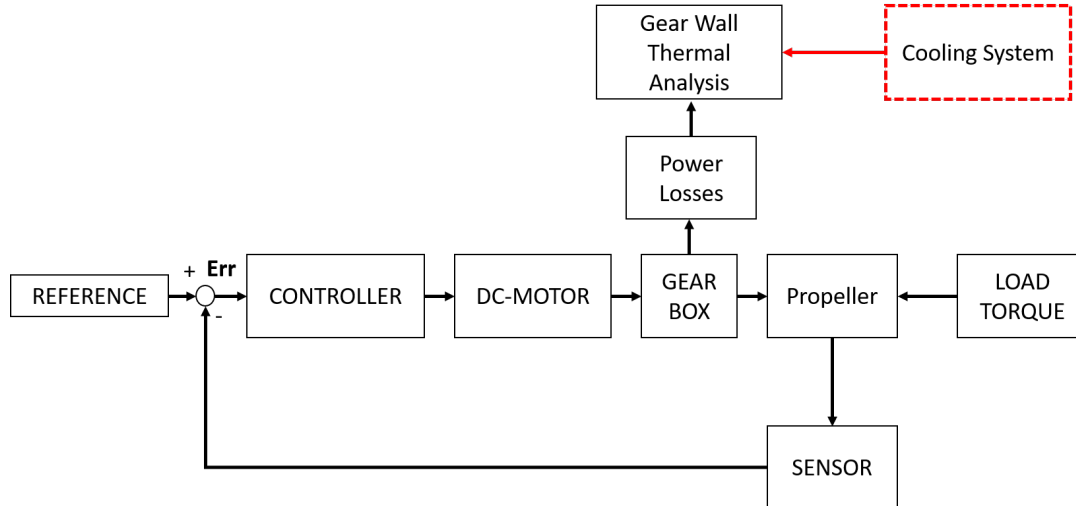 Gear Wall
Thermal
Analysis
Cooling System
Power
Losses
+ Err
-
REFERENCE
CONTROLLER
DC-MOTOR
GEAR
BOX
Propeller
LOAD
TORQUE
SENSOR